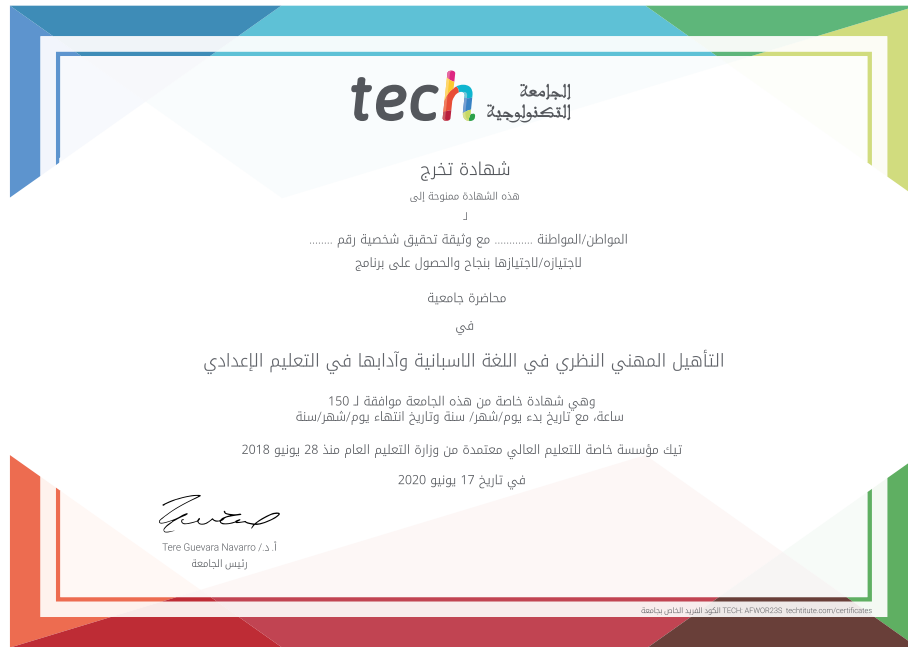 tech الجامعة
التكنولوجية
شهادة تخرج
هذه الشهادة ممنوحة إلى
لـ
المواطن/المواطنة ............. مع وثيقة تحقيق شخصية رقم ........
لاجتيازه/لاجتيازها بنجاح والحصول على برنامج
محاضرة جامعية
في
التأهيل المهني النظري في اللغة الاسبانية وآدابها في التعليم الإعدادي
وهي شهادة خاصة من هذه الجامعة موافقة لـ 150
ساعة، مع تاريخ بدء يوم/شهر/ سنة وتاريخ انتهاء يوم/شهر/سنة
تيك مؤسسة خاصة للتعليم العالي معتمدة من وزارة التعليم العام منذ 28 يونيو 2018
في تاريخ 17 يونيو 2020
أ. د./ Tere Guevara Navarro
رئيس الجامعة
الكود الفريد الخاص بجامعة TECH: AFWOR23S techtitute.com/certificates